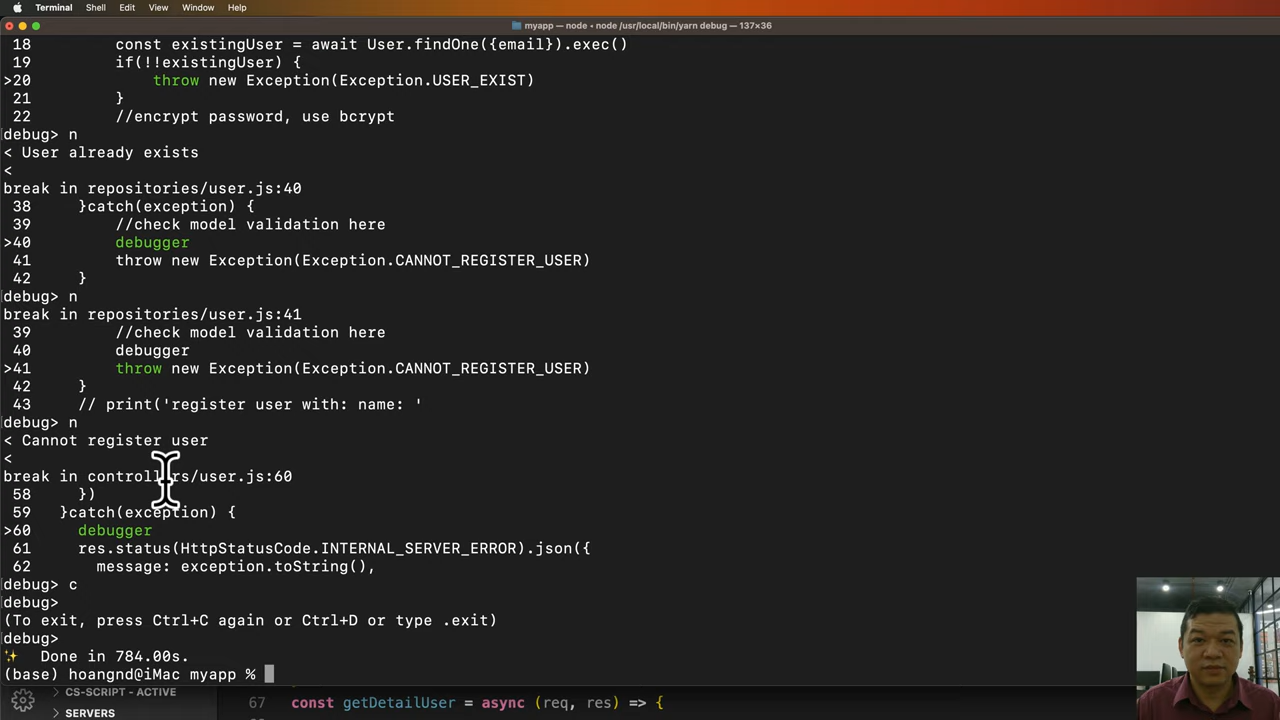 Terminal Shell Edit View Window Help
myapp — node • node /usr/local/bin/yarn debug — 137×36
18 const existingUser = await User.findOne({email}).exec()
19 if(!!existingUser) {
>20 throw new Exception(Exception.USER_EXIST)
21 }
22 //encrypt password, use bcrypt
debug> n
< User already exists
<
break in repositories/user.js:40
38 }catch(exception) {
39 //check model validation here
>40 debugger
41 throw new Exception(Exception.CANNOT_REGISTER_USER)
42 }
debug> n
break in repositories/user.js:41
39 //check model validation here
40 debugger
>41 throw new Exception(Exception.CANNOT_REGISTER_USER)
42 }
43 // print('register user with: name: '
debug> n
< Cannot register user
<
break in controllers/user.js:60
58 })
59 }catch(exception) {
>60 debugger
61 res.status(HttpStatusCode.INTERNAL_SERVER_ERROR).json({
62 message: exception.toString(),
debug> c
debug>
(To exit, press Ctrl+C again or Ctrl+D or type .exit)
debug>
✨ Done in 784.00s.
(base) hoangnd@iMac myapp %
> CS-SCRIPT - ACTIVE
> SERVERS
67 const getDetailUser = async (req, res) => {